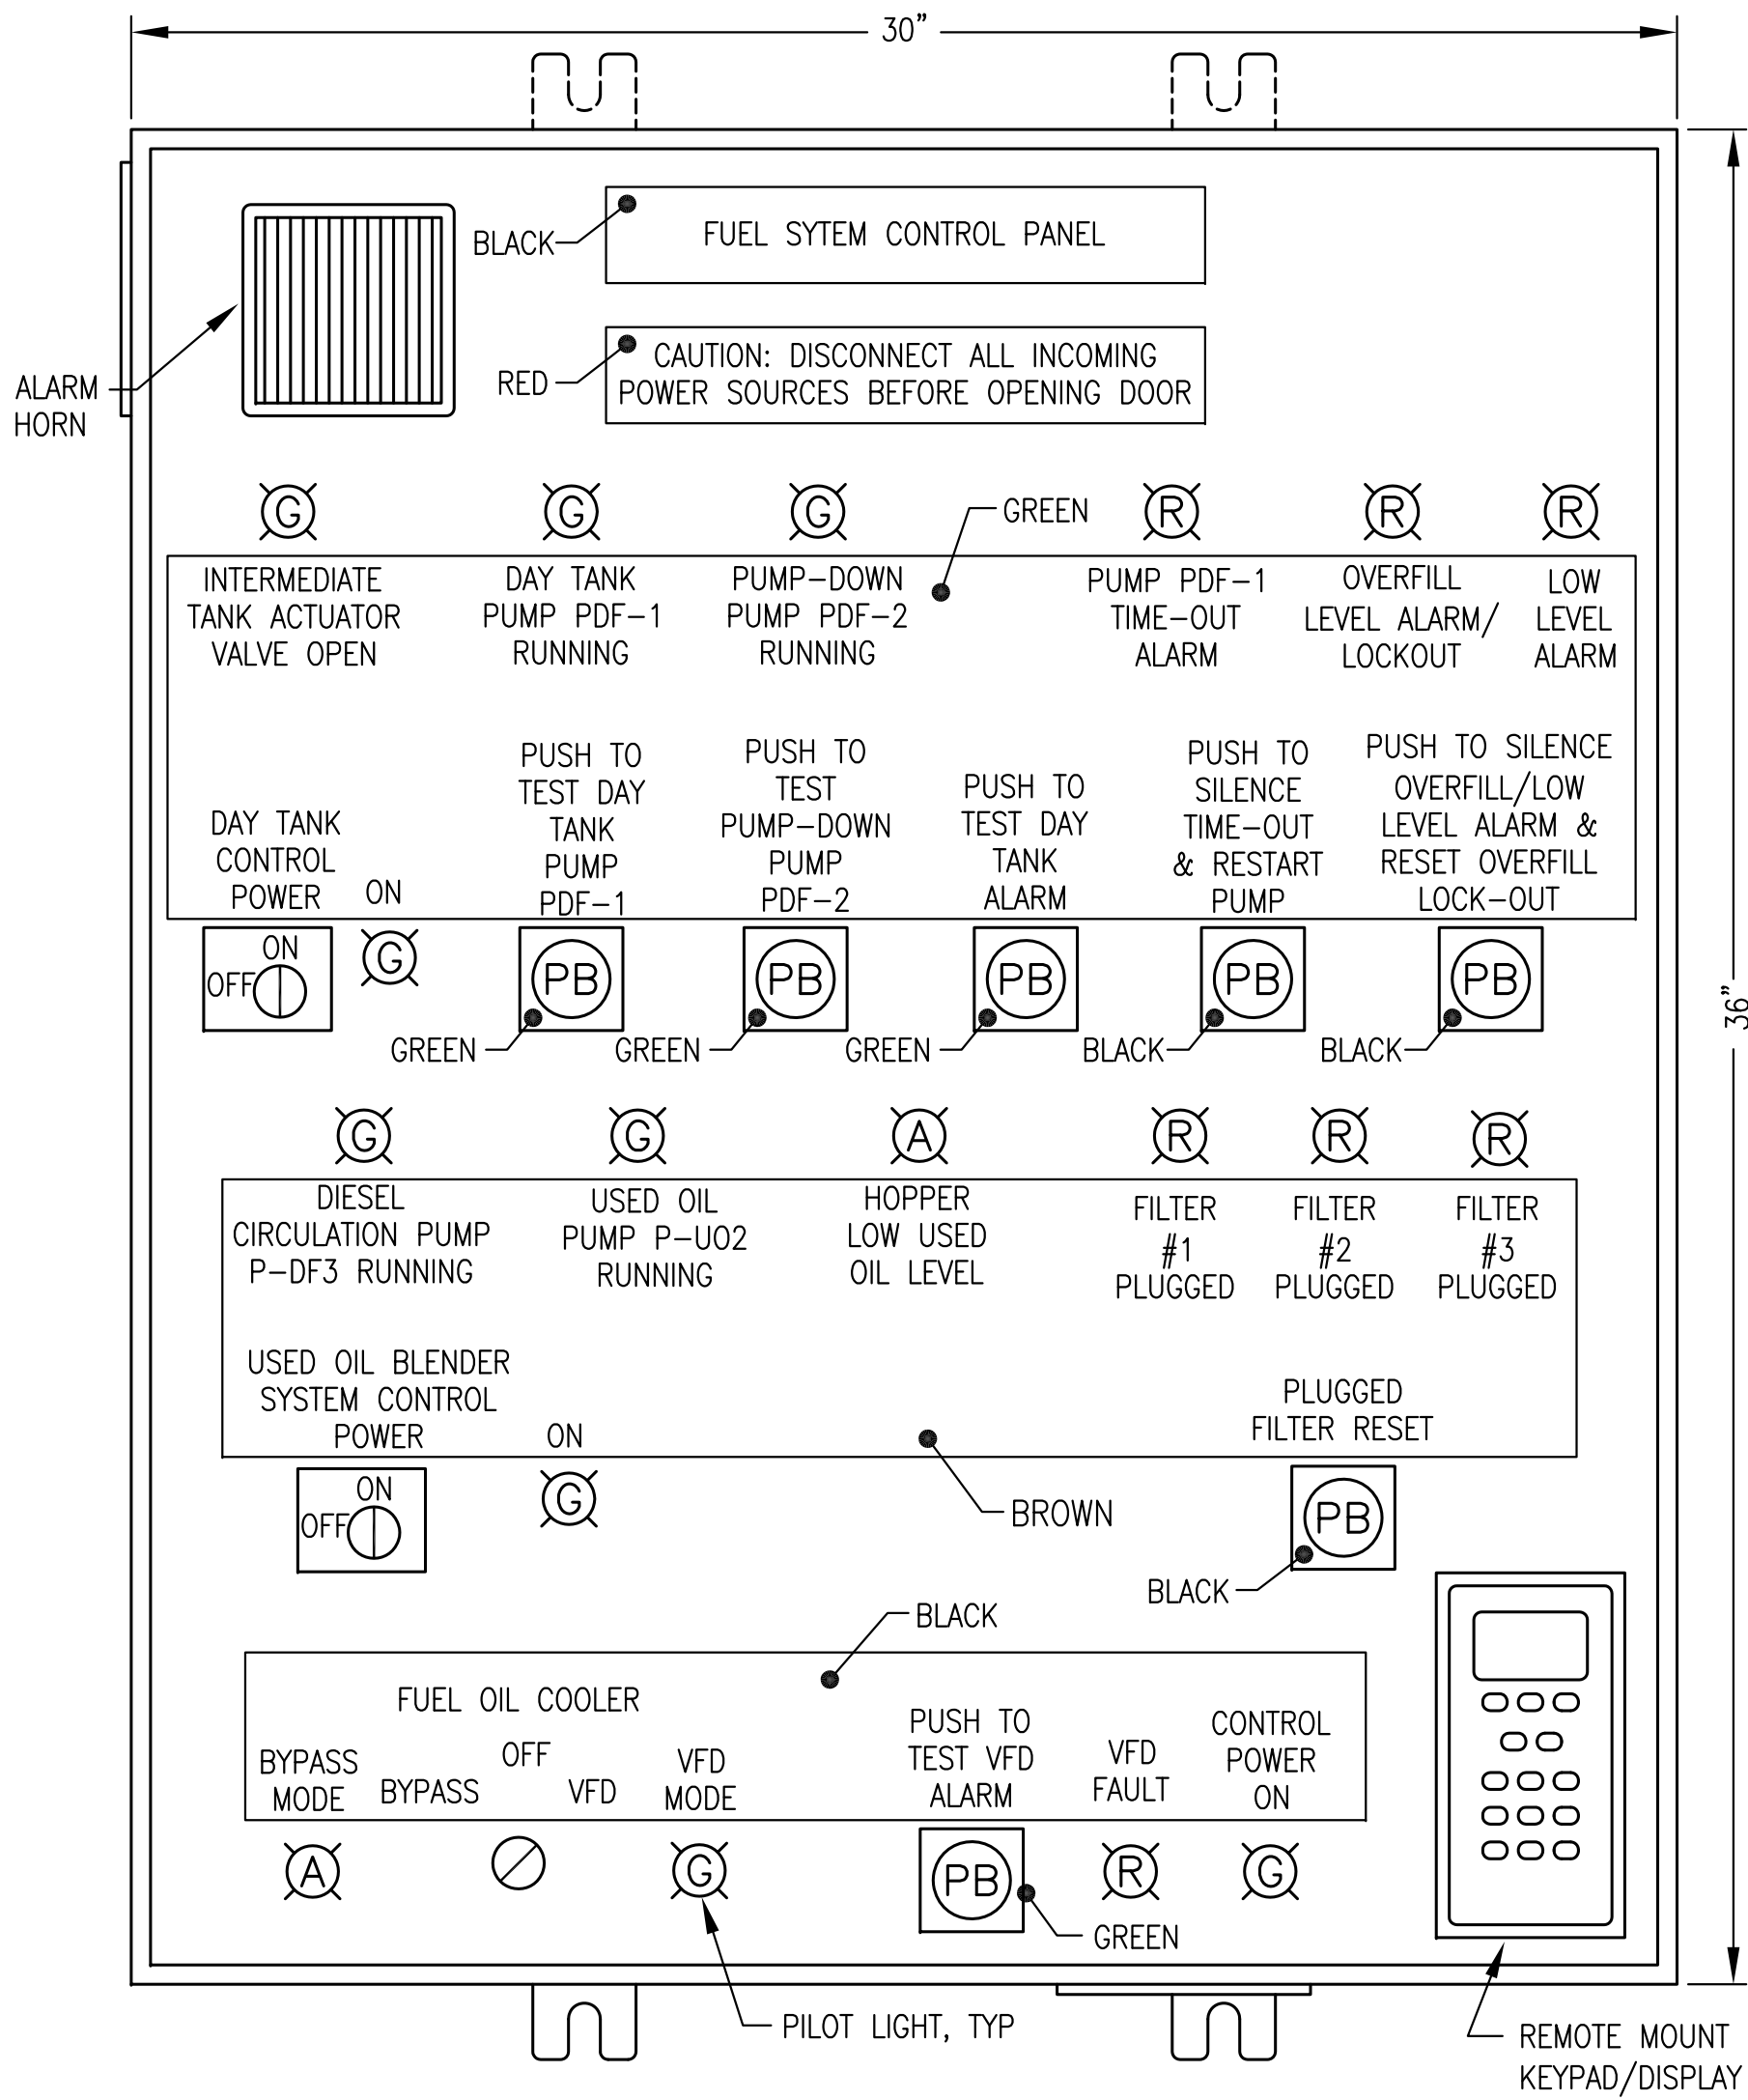 30"
FUEL SYTEM CONTROL PANEL
BLACK
CAUTION: DISCONNECT ALL INCOMING
POWER SOURCES BEFORE OPENING DOOR
RED
ALARM
HORN
G
G
G
GREEN
R
R
R
INTERMEDIATE
TANK ACTUATOR
VALVE OPEN
DAY TANK
PUMP PDF-1
RUNNING
PUMP-DOWN
PUMP PDF-2
RUNNING
PUMP PDF-1
TIME-OUT
ALARM
OVERFILL
LEVEL ALARM/
LOCKOUT
LOW
LEVEL
ALARM
DAY TANK
CONTROL
POWER
ON
PUSH TO
TEST DAY
TANK
PUMP
PDF-1
PUSH TO
TEST
PUMP-DOWN
PUMP
PDF-2
PUSH TO
TEST DAY
TANK
ALARM
PUSH TO
SILENCE
TIME-OUT
& RESTART
PUMP
PUSH TO SILENCE
OVERFILL/LOW
LEVEL ALARM &
RESET OVERFILL
LOCK-OUT
ON
OFF
G
PB
PB
PB
PB
PB
36"
GREEN
GREEN
GREEN
BLACK
BLACK
G
G
A
R
R
R
DIESEL
CIRCULATION PUMP
P-DF3 RUNNING
USED OIL
PUMP P-UO2
RUNNING
HOPPER
LOW USED
OIL LEVEL
FILTER
#1
PLUGGED
FILTER
#2
PLUGGED
FILTER
#3
PLUGGED
USED OIL BLENDER
SYSTEM CONTROL
POWER
ON
PLUGGED
FILTER RESET
ON
OFF
G
BROWN
PB
BLACK
BLACK
FUEL OIL COOLER
BYPASS
MODE
BYPASS
OFF
VFD
VFD
MODE
PUSH TO
TEST VFD
ALARM
VFD
FAULT
CONTROL
POWER
ON
A
G
PB
R
G
GREEN
PILOT LIGHT, TYP
REMOTE MOUNT
KEYPAD/DISPLAY